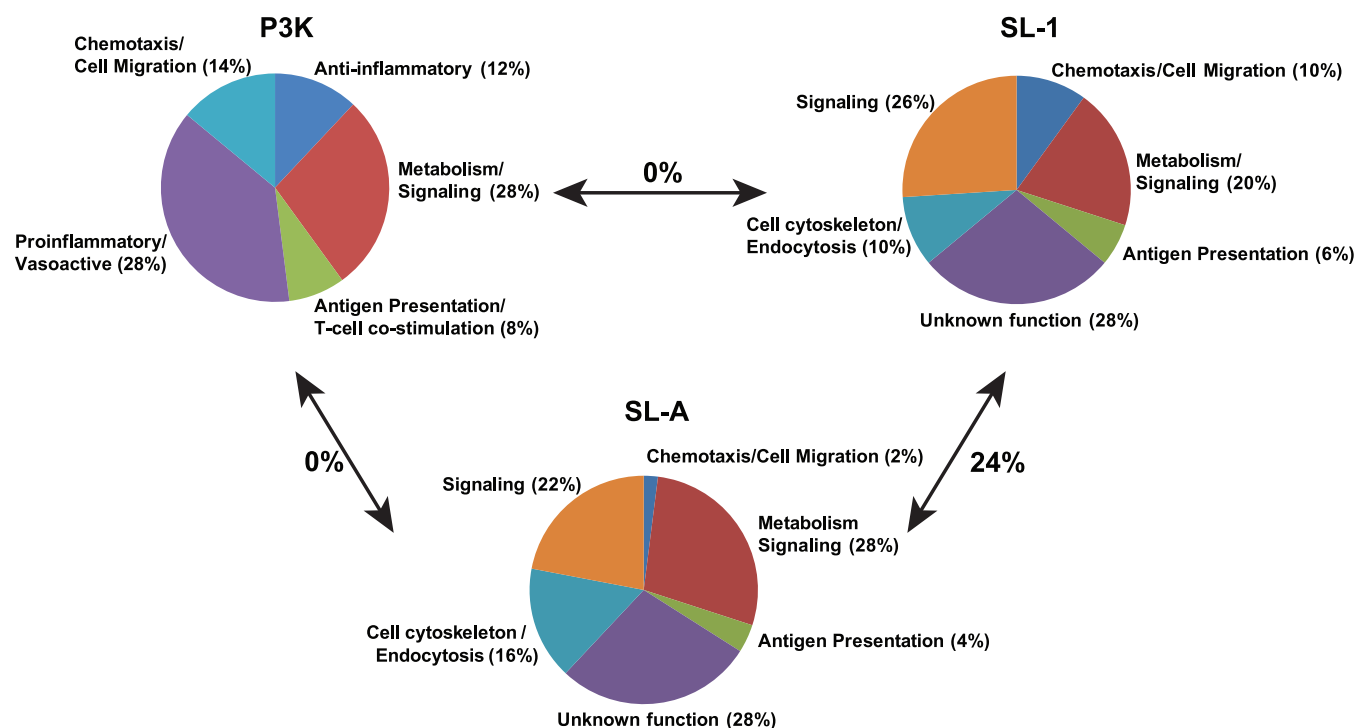 P3K
Chemotaxis/
Cell Migration (14%)
Anti-inflammatory (12%)
Metabolism/
Signaling (28%)
Proinflammatory/
Vasoactive (28%)
Antigen Presentation/
T-cell co-stimulation (8%)
0%
SL-1
Chemotaxis/Cell Migration (10%)
Signaling (26%)
Metabolism/
Signaling (20%)
Cell cytoskeleton/
Endocytosis (10%)
Antigen Presentation (6%)
Unknown function (28%)
0%
24%
SL-A
Chemotaxis/Cell Migration (2%)
Signaling (22%)
Metabolism
Signaling (28%)
Cell cytoskeleton /
Endocytosis (16%)
Antigen Presentation (4%)
Unknown function (28%)